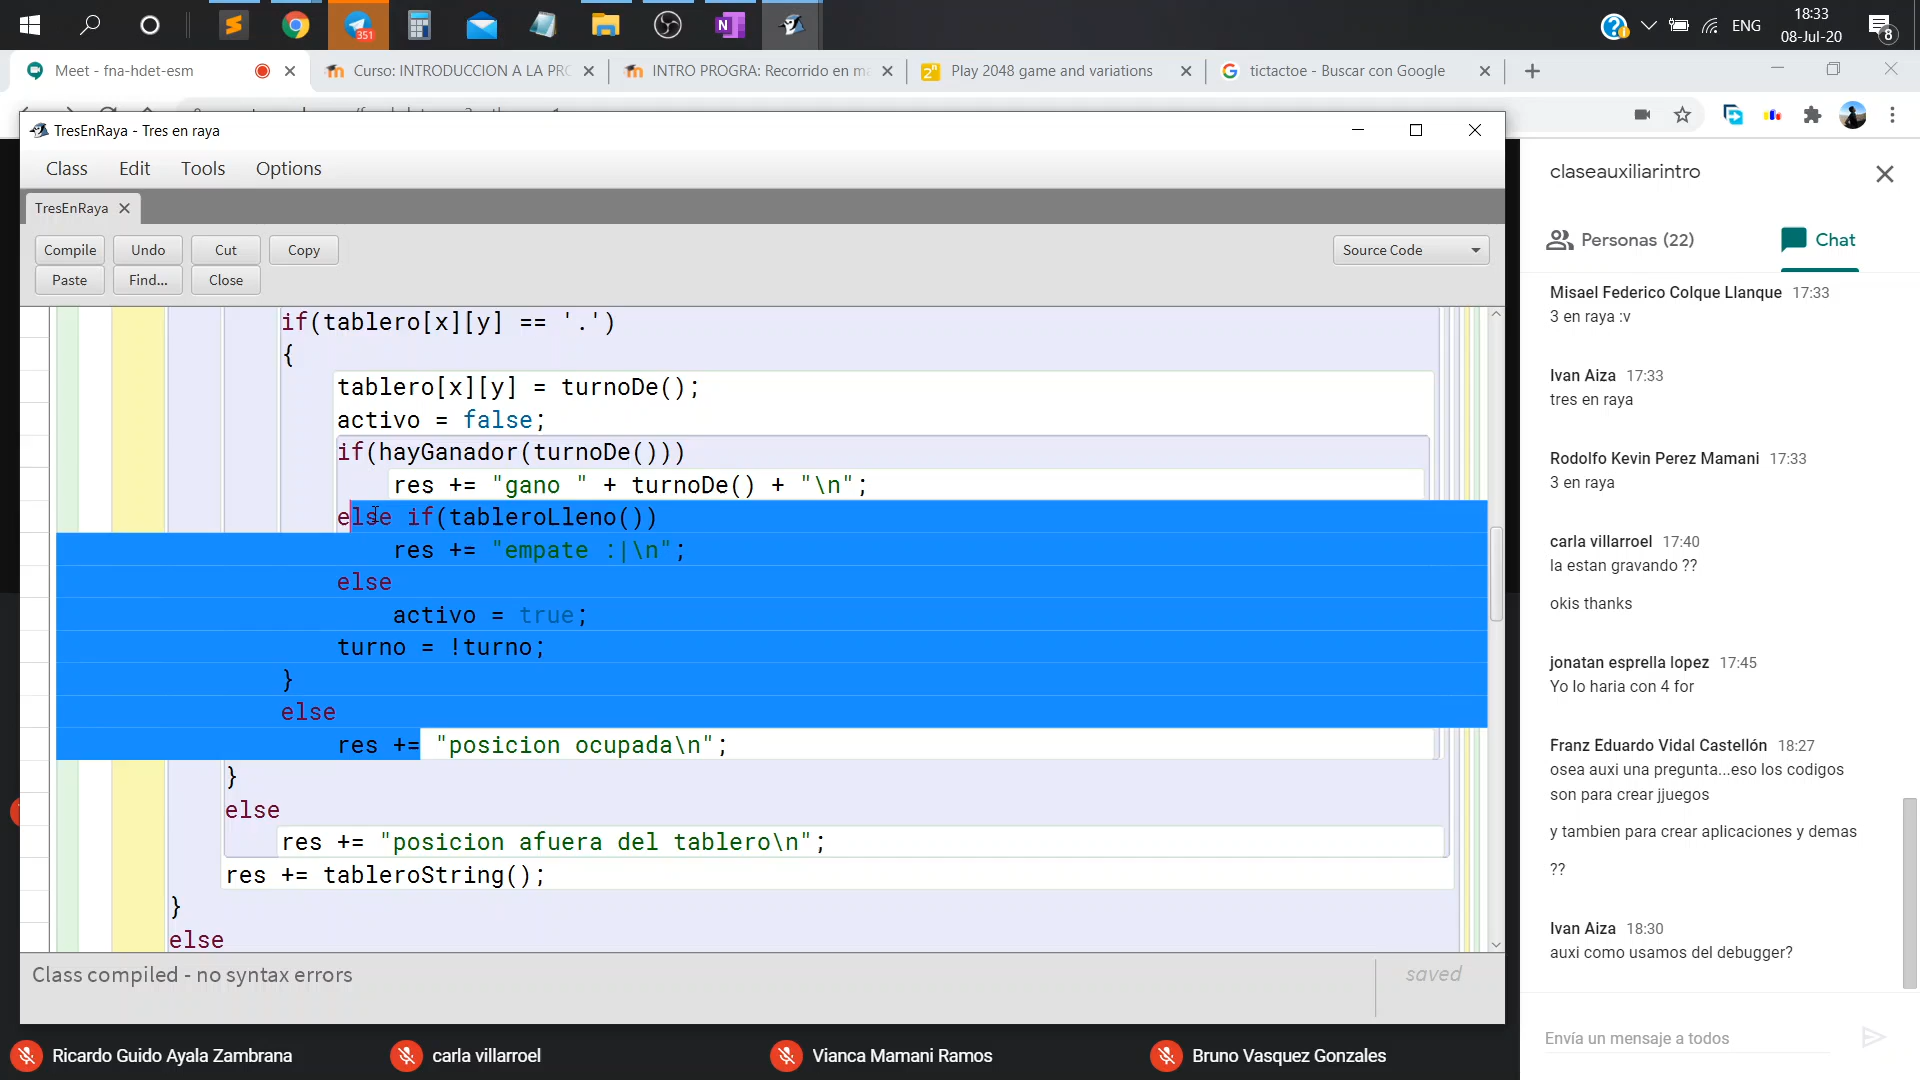 351
ENG
18:33
08-Jul-20
8
Meet - fna-hdet-esm
Curso: INTRODUCCION A LA PRO
INTRO PROGRA: Recorrido en ma
Play 2048 game and variations
tictactoe - Buscar con Google
TresEnRaya - Tres en raya
Class Edit Tools Options
TresEnRaya
Compile Undo Cut Copy
Paste Find... Close
Source Code
if(tablero[x][y] == '.')
{
tablero[x][y] = turnoDe();
activo = false;
if(hayGanador(turnoDe()))
res += "gano " + turnoDe() + "\n";
else if(tableroLleno())
res += "empate :|\n";
else
activo = true;
turno = !turno;
}
else
res += "posicion ocupada\n";
}
else
res += "posicion afuera del tablero\n";
res += tableroString();
}
else
Class compiled - no syntax errors
saved
claseauxiliarintro
Personas (22)
Chat
Misael Federico Colque Llanque 17:33
3 en raya :v
Ivan Aiza 17:33
tres en raya
Rodolfo Kevin Perez Mamani 17:33
3 en raya
carla villarroel 17:40
la estan gravando ??
okis thanks
jonatan esprella lopez 17:45
Yo lo haria con 4 for
Franz Eduardo Vidal Castellón 18:27
osea auxi una pregunta...eso los codigos
son para crear jjuegos
y tambien para crear aplicaciones y demas
??
Ivan Aiza 18:30
auxi como usamos del debugger?
Envía un mensaje a todos
Ricardo Guido Ayala Zambrana
carla villarroel
Vianca Mamani Ramos
Bruno Vasquez Gonzales